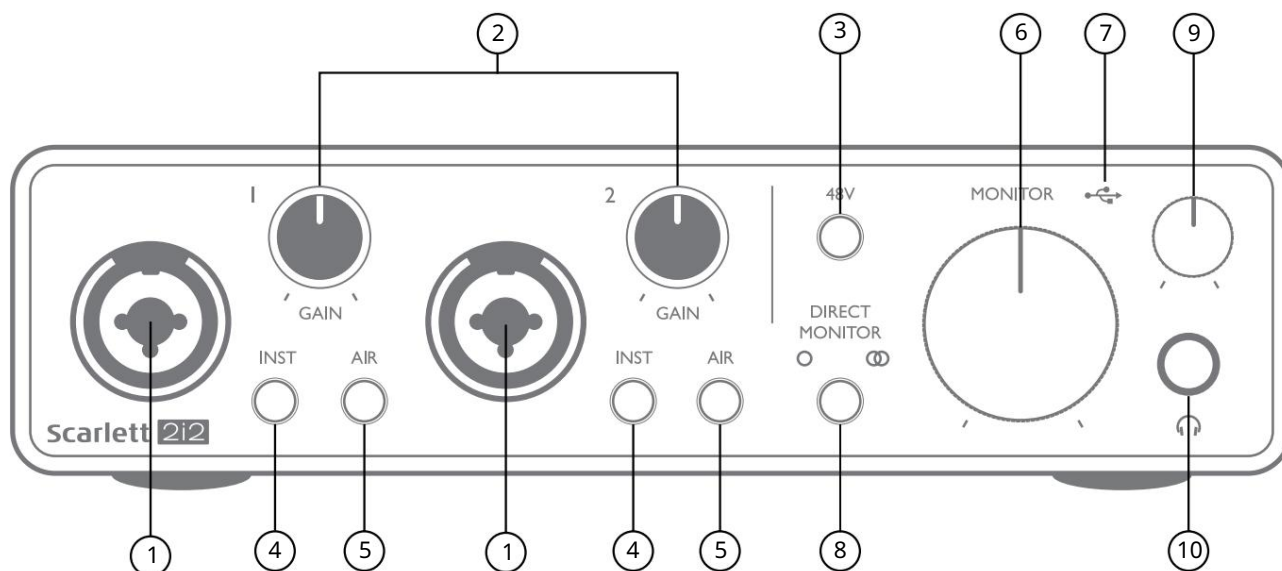 2 3 6 7 9
1 2 48V MONITOR
GAIN GAIN DIRECT
MONITOR
INST AIR INST AIR
Scarlett 2i2
1 4 5 1 4 5 8 10